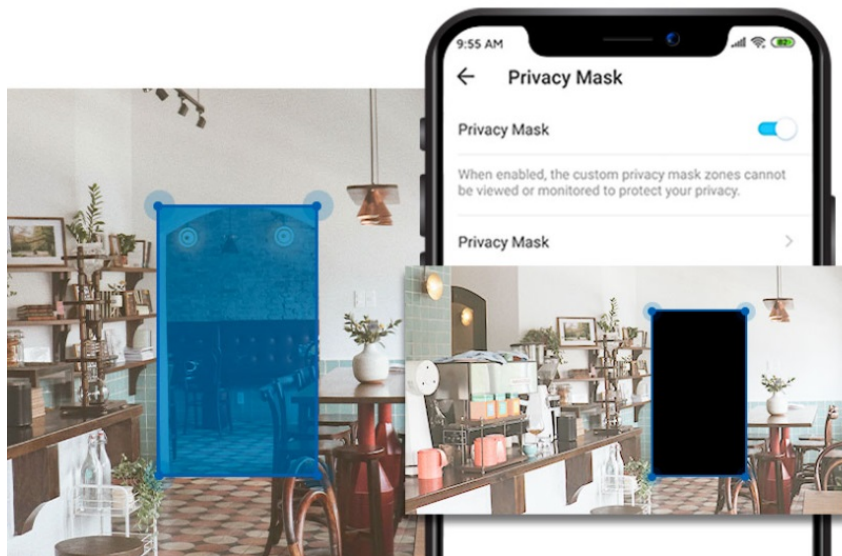 9:55 AM
82
Privacy Mask
Privacy Mask
When enabled, the custom privacy mask zones cannot
be viewed or monitored to protect your privacy.
Privacy Mask